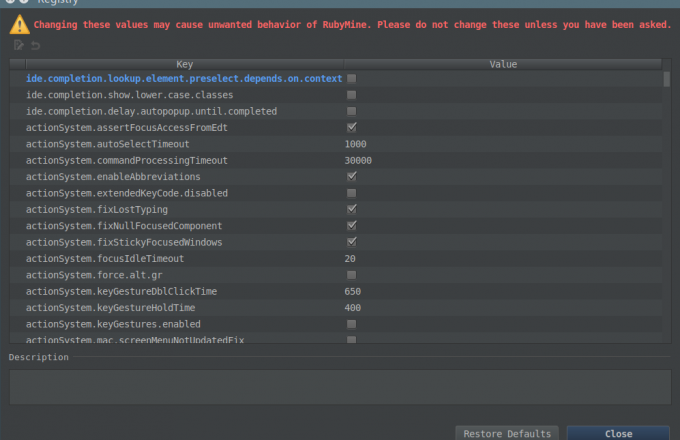 Registry
Changing these values may cause unwanted behavior of RubyMine. Please do not change these unless you have been asked.
Key Value
ide.completion.lookup.element.preselect.depends.on.context
ide.completion.show.lower.case.classes
ide.completion.delay.autopopup.until.completed
actionSystem.assertFocusAccessFromEdt
actionSystem.autoSelectTimeout 1000
actionSystem.commandProcessingTimeout 30000
actionSystem.enableAbbreviations
actionSystem.extendedKeyCode.disabled
actionSystem.fixLostTyping
actionSystem.fixNullFocusedComponent
actionSystem.fixStickyFocusedWindows
actionSystem.focusIdleTimeout 20
actionSystem.force.alt.gr
actionSystem.keyGestureDblClickTime 650
actionSystem.keyGestureHoldTime 400
actionSystem.keyGestures.enabled
actionSystem.mac.screenMenuNotUpdatedFix
Description
Restore Defaults Close